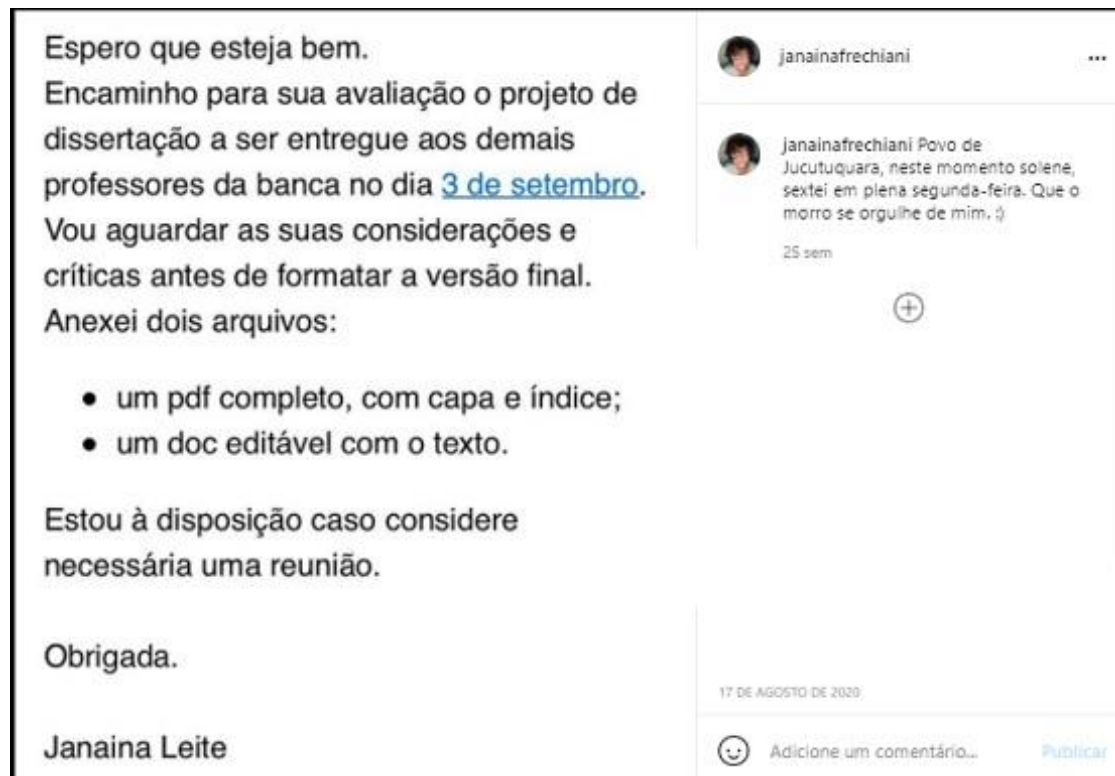 Espero que esteja bem.
Encaminho para sua avaliação o projeto de
dissertação a ser entregue aos demais
professores da banca no dia 3 de setembro.
Vou aguardar as suas considerações e
críticas antes de formatar a versão final.
Anexei dois arquivos:
● um pdf completo, com capa e índice;
● um doc editável com o texto.
Estou à disposição caso considere
necessária uma reunião.
Obrigada.
Janaina Leite
janainafrechiani
janainafrechiani Povo de
Jucutuquara, neste momento solene,
sextei em plena segunda-feira. Que o
morro se orgulhe de mim. ;)
25 sem
17 DE AGOSTO DE 2020
Adicione um comentário...
Publicar